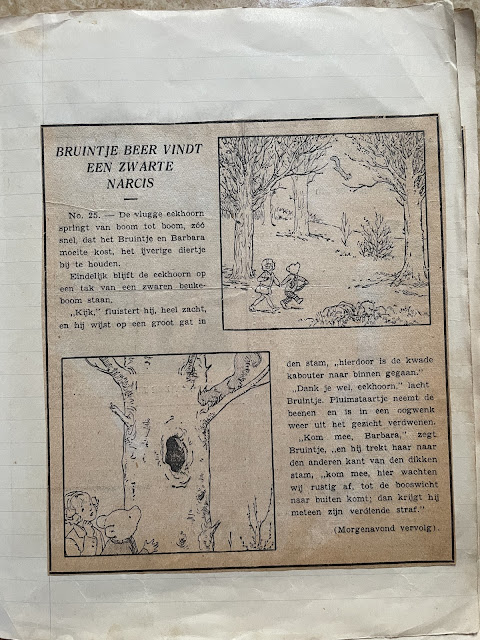 BRUINTJE BEER VINDT
EEN ZWARTE
NARCIS
No. 25. — De vlugge eekhoorn
springt van boom tot boom, zóó
snel, dat het Bruintje en Barbara
moeite kost, het ijverige diertje
bij te houden.
Eindelijk blijft de eekhoorn op
een tak van een zwaren beuke-
boom staan.
„Kijk,” fluistert hij, heel zacht,
en hij wijst op een groot gat in
den stam, „hierdoor is de kwade
kabouter naar binnen gegaan.”
„Dank je wel, eekhoorn,” lacht
Bruintje. Pluimstaartje neemt de
beenen en is in een oogwenk
weer uit het gezicht verdwenen.
„Kom mee, Barbara,” zegt
Bruintje, „en hij trekt haar naar
den anderen kant van den dikken
stam, „kom mee, hier wachten
wij rustig af, tot de booswicht
naar buiten komt; dan krijgt hij
meteen zijn verdiende straf.”
(Morgenavond vervolg).